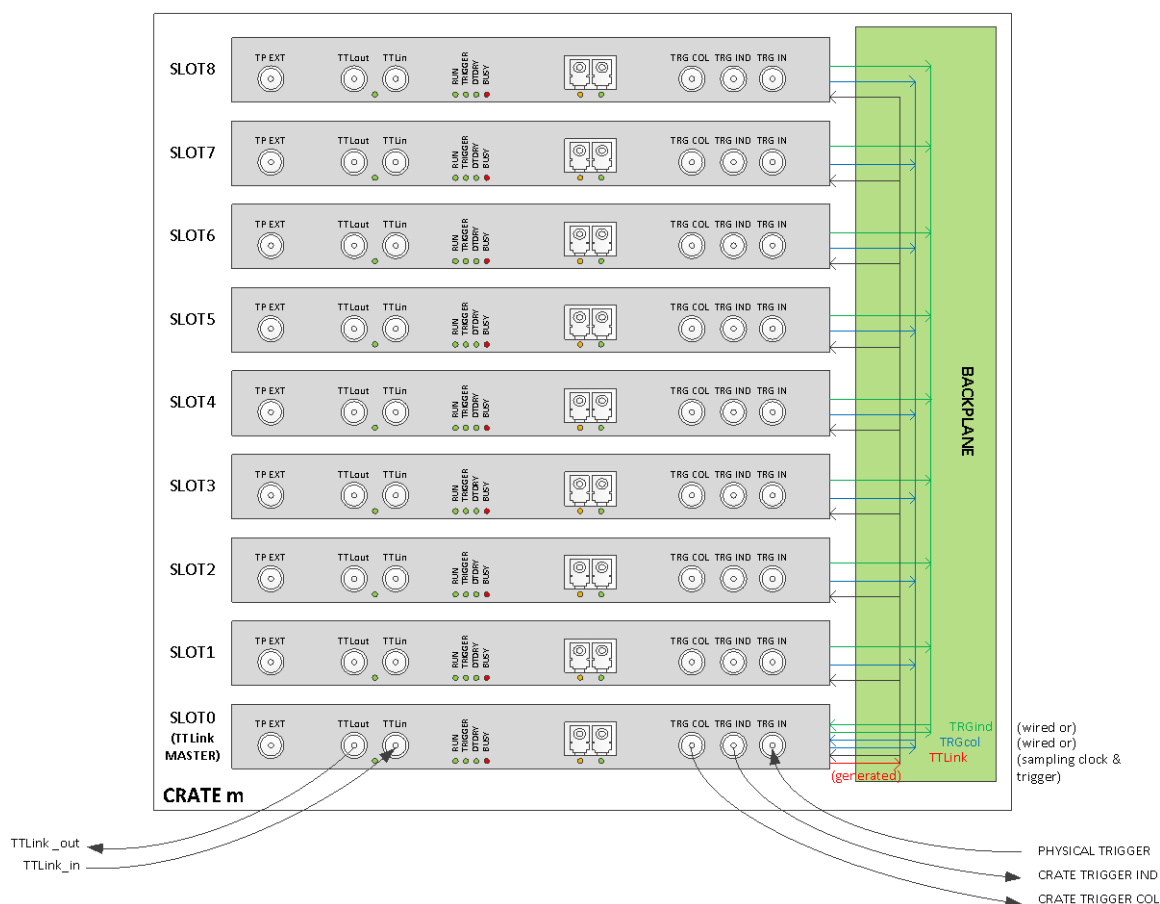 SLOT8
TP EXT TTLout TTLin RUN TRIGGER DTDRY BUSY TRG COL TRG IND TRG IN
SLOT7
TP EXT TTLout TTLin RUN TRIGGER DTDRY BUSY TRG COL TRG IND TRG IN
SLOT6
TP EXT TTLout TTLin RUN TRIGGER DTDRY BUSY TRG COL TRG IND TRG IN
SLOT5
TP EXT TTLout TTLin RUN TRIGGER DTDRY BUSY TRG COL TRG IND TRG IN
SLOT4
TP EXT TTLout TTLin RUN TRIGGER DTDRY BUSY TRG COL TRG IND TRG IN
BACKPLANE
SLOT3
TP EXT TTLout TTLin RUN TRIGGER DTDRY BUSY TRG COL TRG IND TRG IN
SLOT2
TP EXT TTLout TTLin RUN TRIGGER DTDRY BUSY TRG COL TRG IND TRG IN
SLOT1
TP EXT TTLout TTLin RUN TRIGGER DTDRY BUSY TRG COL TRG IND TRG IN
SLOT0
(TTLink
MASTER)
TP EXT TTLout TTLin RUN TRIGGER DTDRY BUSY TRG COL TRG IND TRG IN
TRGind (wired or)
TRGcol (wired or)
TTLink (sampling clock &
trigger)
(generated)
CRATE m
TTLink_out
TTLink_in
PHYSICAL TRIGGER
CRATE TRIGGER IND
CRATE TRIGGER COL